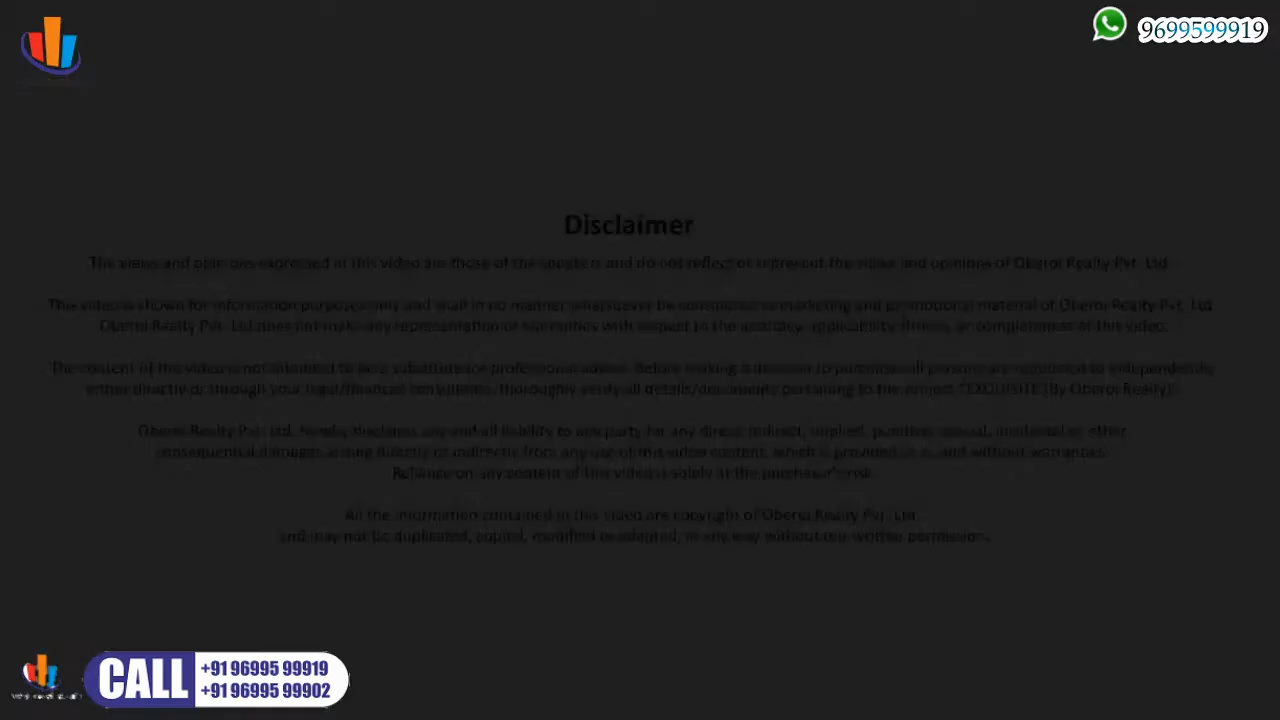 9699599919
Disclaimer
The views and opinions expressed in this video are those of the speakers and do not reflect or represent the views and opinions of Oberoi Realty Pvt. Ltd.
This video is shown for information purpose only and shall in no manner whatsoever be considered as marketing and promotional material of Oberoi Realty Pvt. Ltd
Oberoi Realty Pvt. Ltd does not make any representation or warranties with respect to the accuracy, applicability, fitness, or completeness of this video.
The content of the video is not intended to be a substitute for professional advice. Before making a decision to purchase, all persons are requested to independently,
either directly or through your legal/financial consultants, thoroughly verify all details/documents pertaining to the project "EXQUISITE (By Oberoi Realty)".
Oberoi Realty Pvt. Ltd. hereby disclaims any and all liability to any party for any direct, indirect, implied, punitive, special, incidental or other
consequential damages arising directly or indirectly from any use of this video content, which is provided as is, and without warranties.
Reliance on any content of this video is solely at the purchaser's risk.
All the information contained in this video are copyright of Oberoi Realty Pvt. Ltd
and may not be duplicated, copied, modified or adapted, in any way without our written permission.
CALL
+91 96995 99919
+91 96995 99902